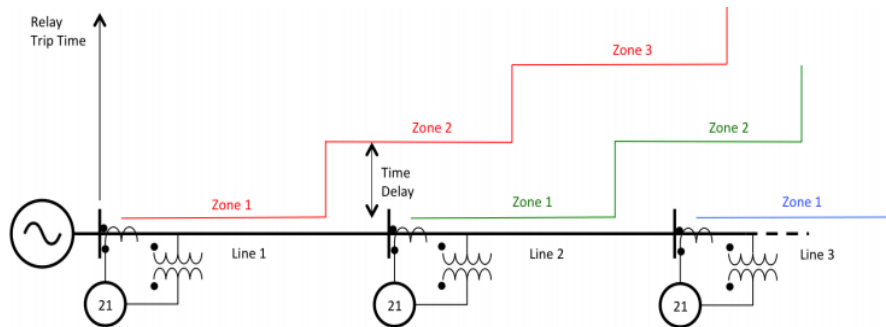 Relay
Trip Time
Zone 3
Zone 2
Zone 2
Time
Delay
Zone 1
Zone 1
Zone 1
Line 1
Line 2
Line 3
21
21
21